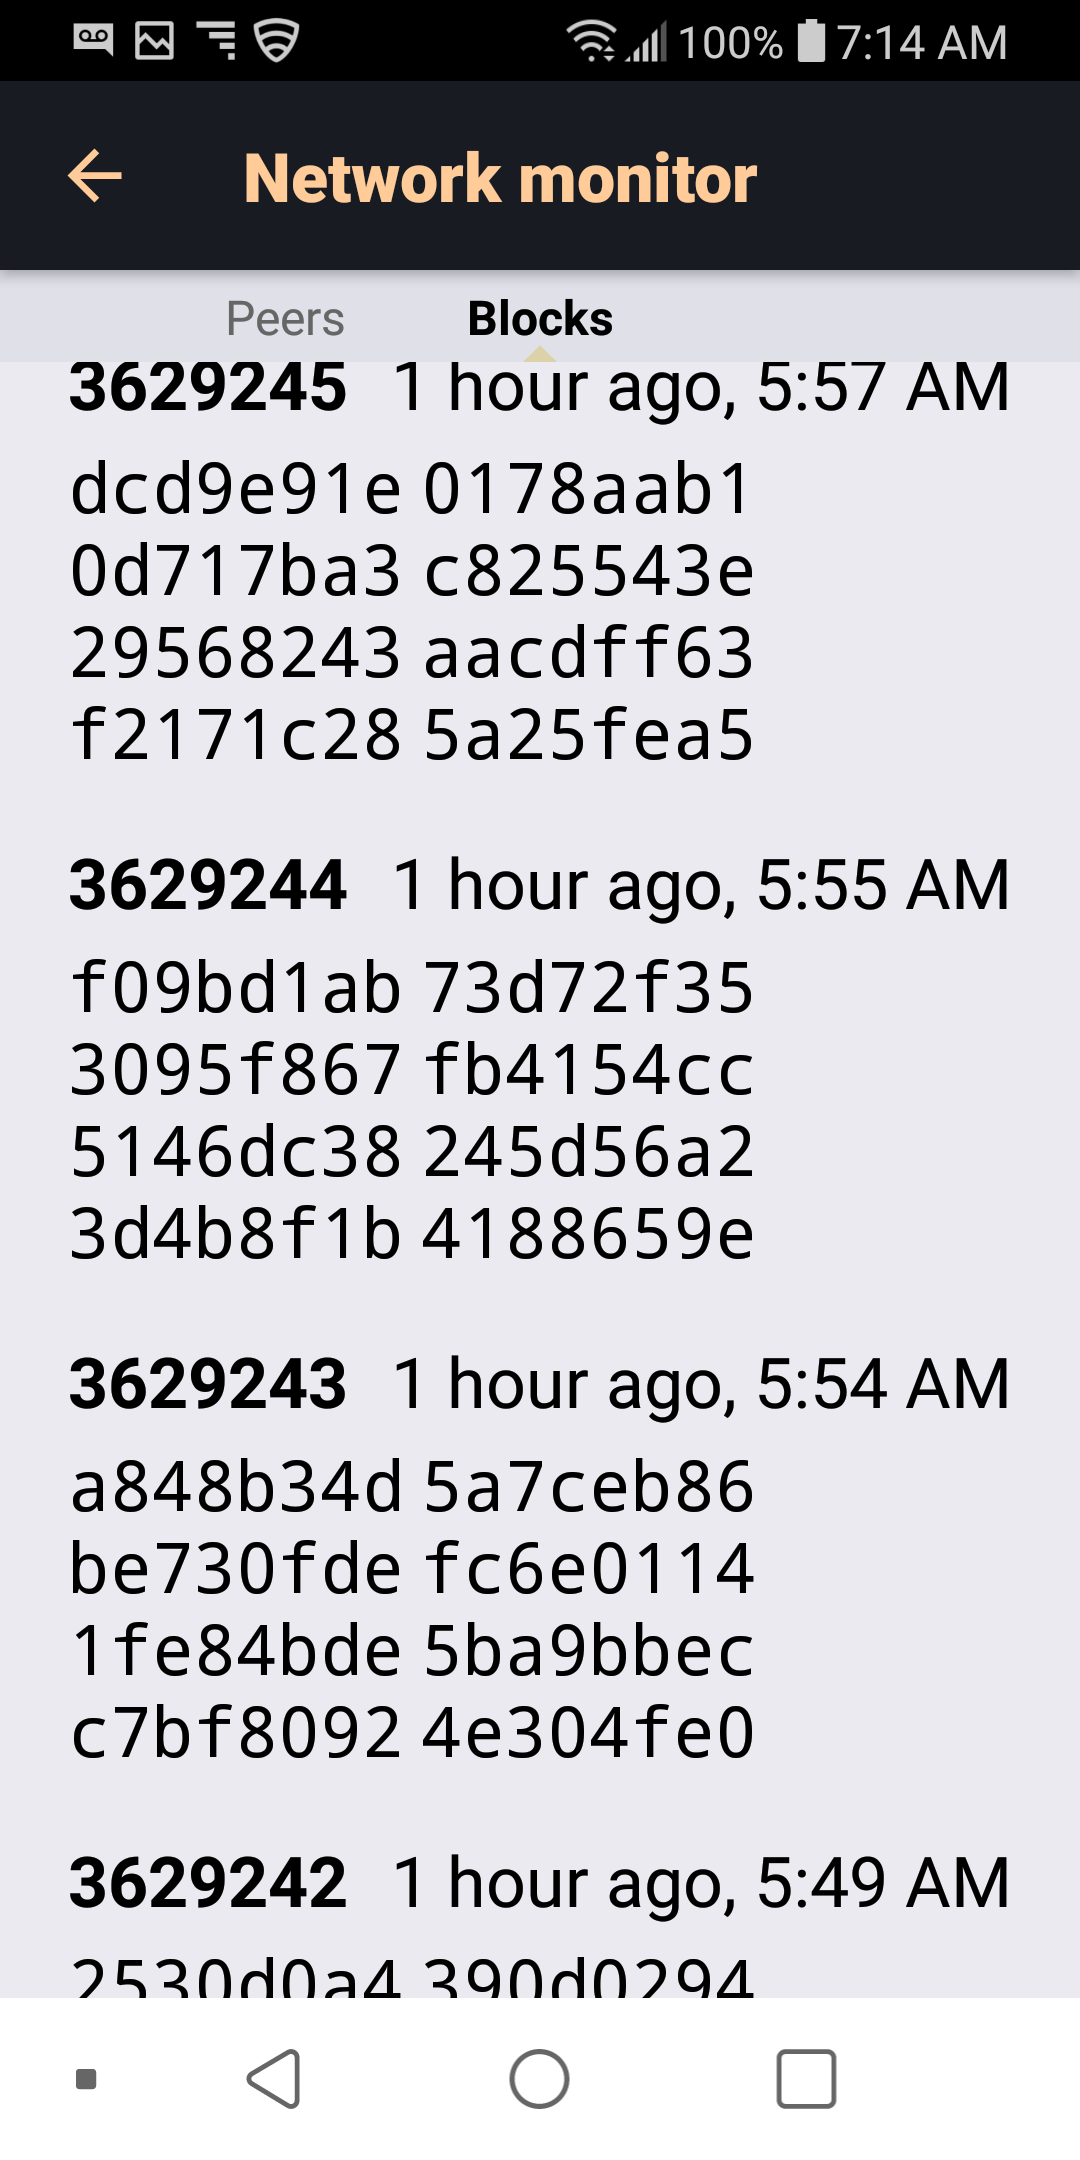 100% 7:14 AM
Network monitor
Peers Blocks
3629245 1 hour ago, 5:57 AM
dcd9e91e 0178aab1
0d717ba3 c825543e
29568243 aacdff63
f2171c28 5a25fea5
3629244 1 hour ago, 5:55 AM
f09bd1ab 73d72f35
3095f867 fb4154cc
5146dc38 245d56a2
3d4b8f1b 4188659e
3629243 1 hour ago, 5:54 AM
a848b34d 5a7ceb86
be730fde fc6e0114
1fe84bde 5ba9bbec
c7bf8092 4e304fe0
3629242 1 hour ago, 5:49 AM
2530d0a4 390d0294